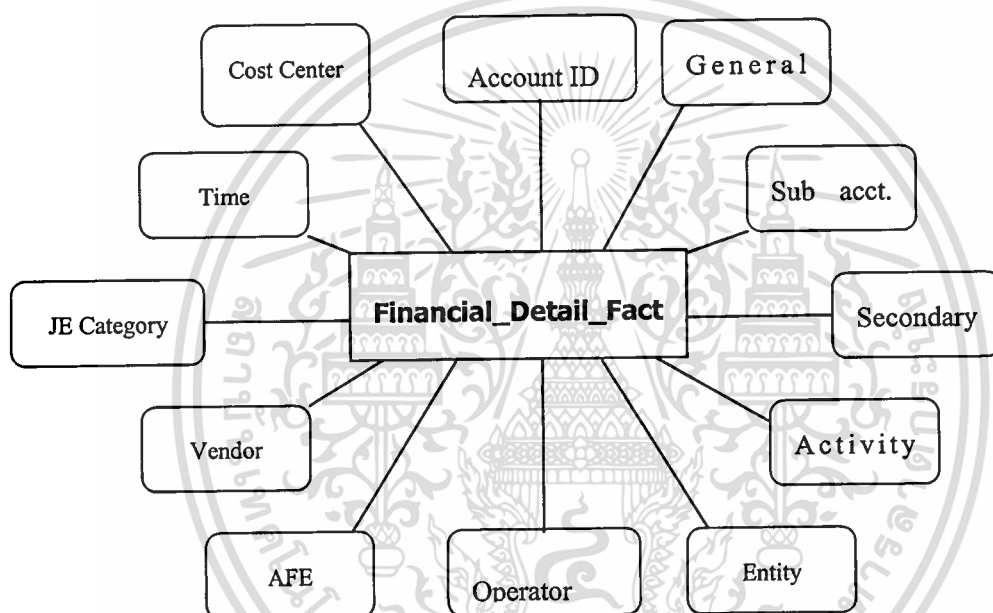 Cost Center
Account ID
General
Time
Sub acct.
Financial_Detail_Fact
JE Category
Secondary
Vendor
Activity
AFE
Operator
Entity